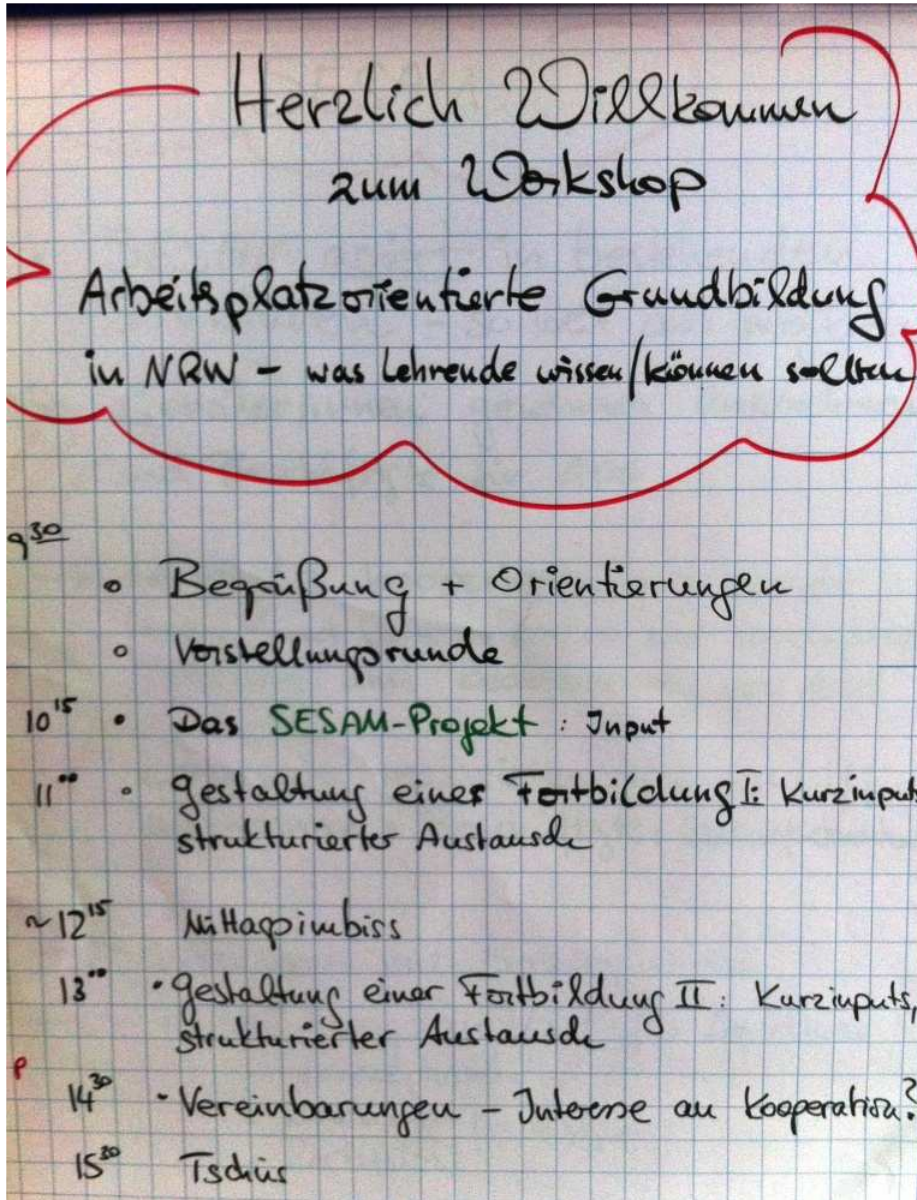 Herzlich Willkommen
zum Workshop
Arbeitsplatzorientierte Grundbildung
in NRW – was Lehrende wissen/können sollten
9³⁰
• Begrüßung + Orientierungen
• Vorstellungsrunde
10¹⁵ • Das SESAM-Projekt : Input
11⁰⁰ • Gestaltung einer Fortbildung I: Kurzinputs
strukturierter Austausch
~12¹⁵ Mittagsimbiss
13⁰⁰ • Gestaltung einer Fortbildung II: Kurzinputs,
strukturierter Austausch
P
14³⁰ • Vereinbarungen – Interesse an Kooperation?
15³⁰ Tschüs